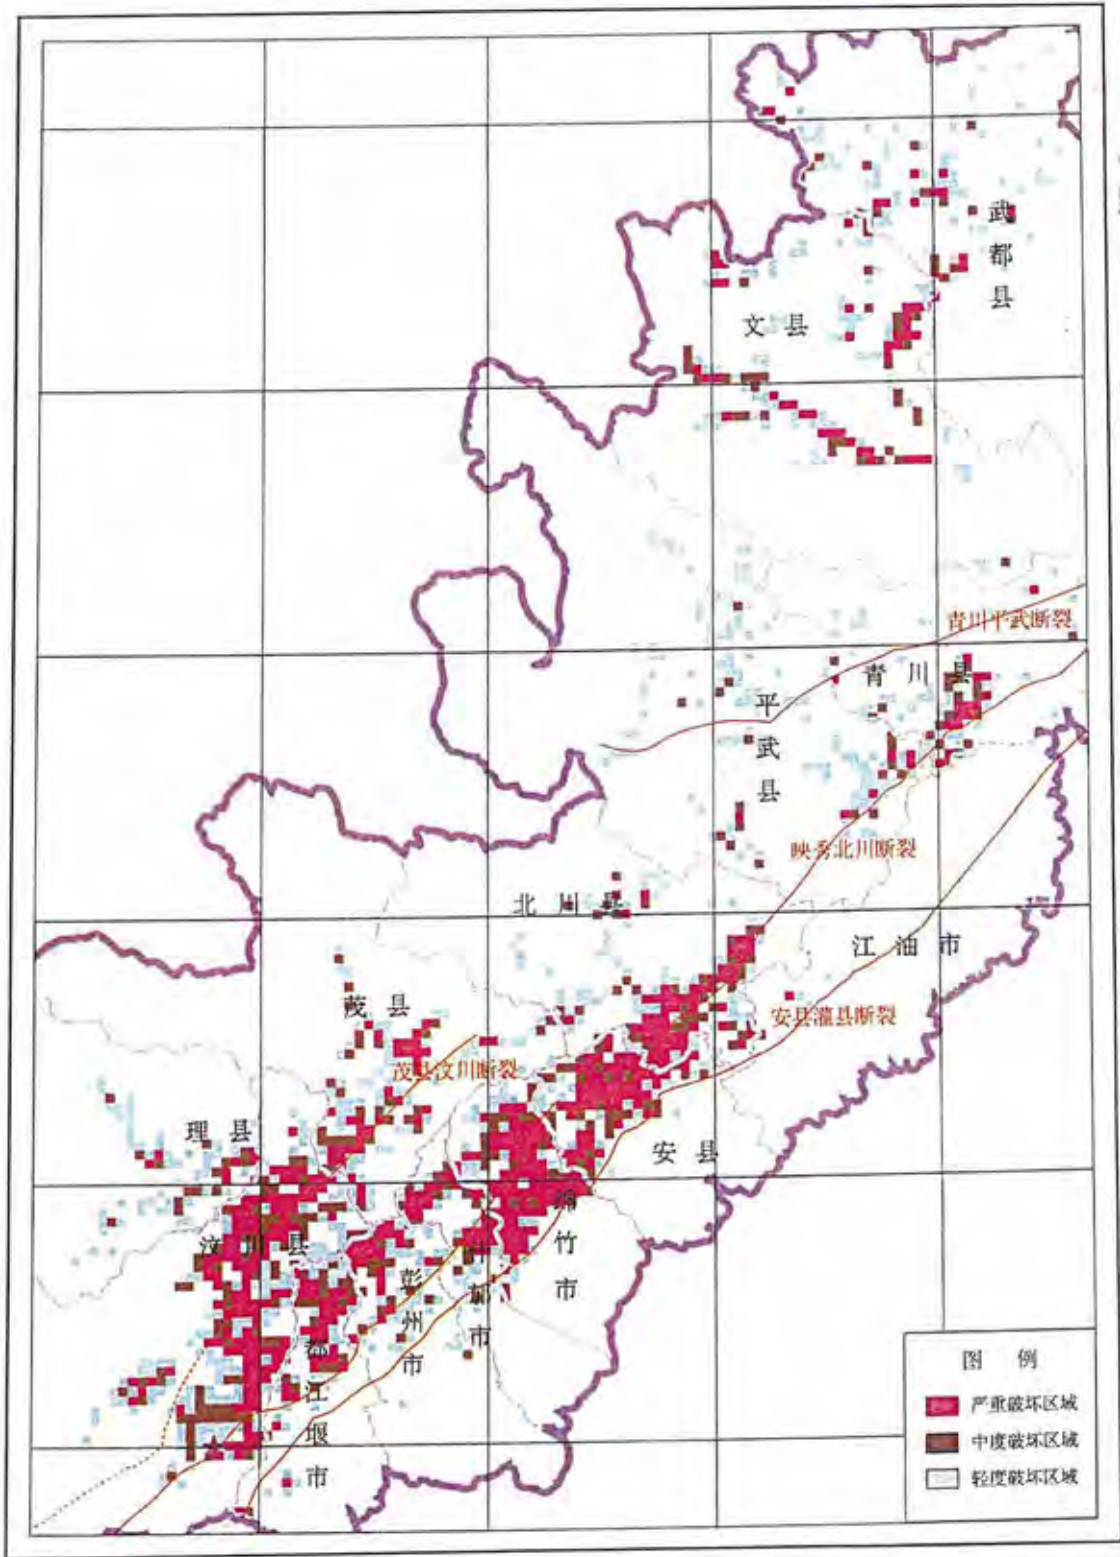 武都县
文县
青川平武断裂
青川县
平武县
映秀北川断裂
北川县
江油市
茂县
安县灌县断裂
茂县汶川断裂
理县
安县
绵竹市
汶川县
彭州市
什邡市
都江堰市
图 例
严重破坏区域
中度破坏区域
轻度破坏区域